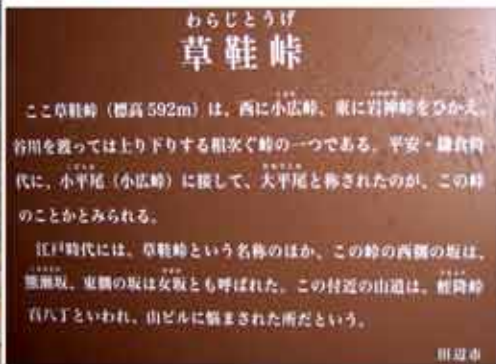 わらじとうげ
草鞋峠
ここ草鞋峠(標高592m)は、西に小広峠、東に岩神峠をひかえ、
谷川を渡っては上り下りする相次ぐ峠の一つである。平安・鎌倉時
代に、小平尾(小広峠)に接して、大平尾と称されたのが、この峠
のことかとみられる。
江戸時代には、草鞋峠という名称のほか、この峠の西側の坂は、
熊瀬坂、東側の坂は女坂とも呼ばれた。この付近の山道は、蛭降峠
百八丁といわれ、山ビルに悩まされた所だという。
田辺市